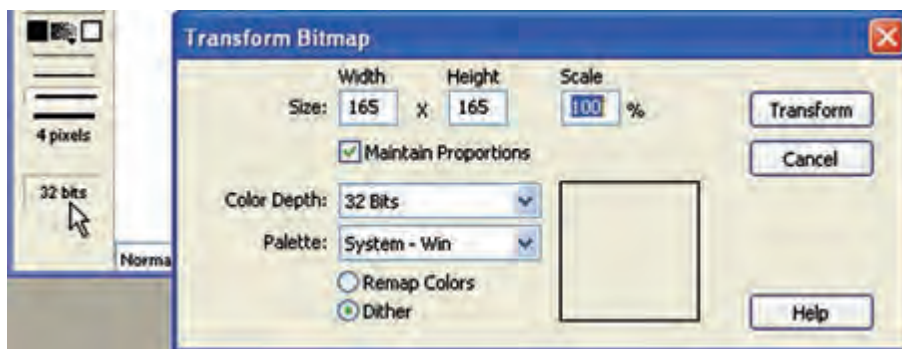 Transform Bitmap
Width Height Scale
Size: 165 x 165 100 %
Transform
Maintain Proportions
Cancel
Color Depth: 32 Bits
Palette: System - Win
Remap Colors
Dither
Help
4 pixels
32 bits
Norma